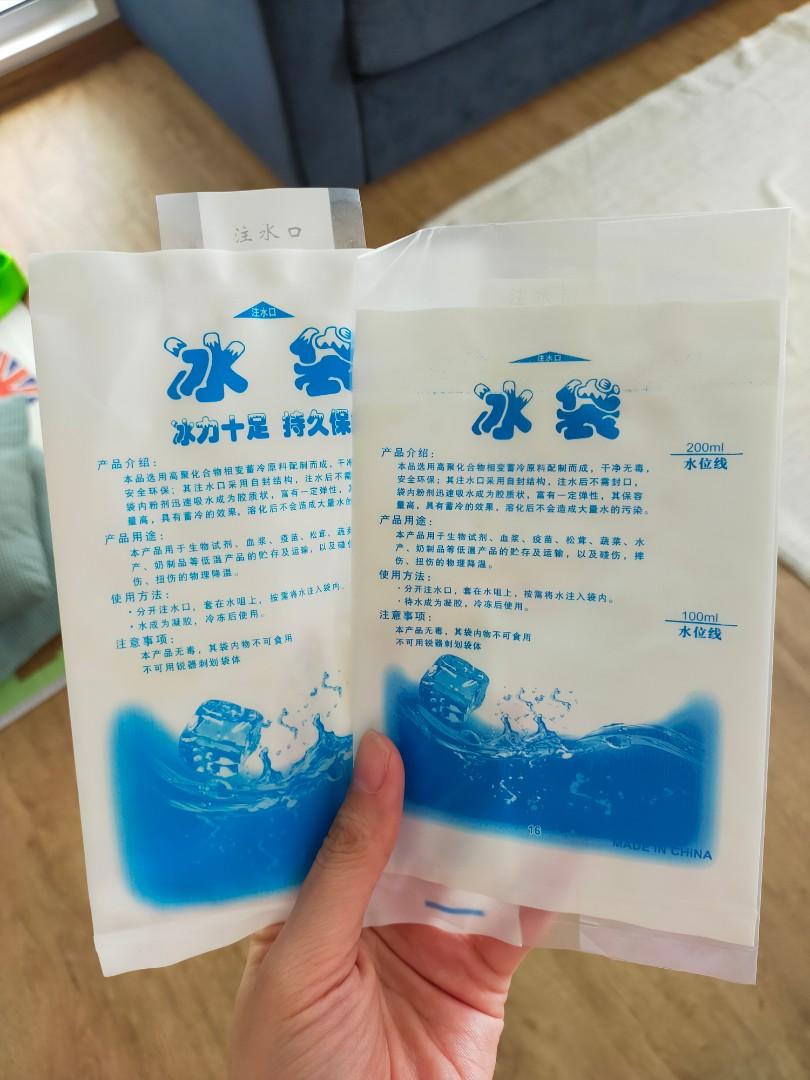 注水口
注水口
冰 袋
冰力十足 持久保
产品介绍：
本品选用高聚化合物相变蓄冷原料配制而成，干净
安全环保；其注水口采用自封结构，注水后不需
袋内粉剂迅速吸水成为胶质状，富有一定弹性，
量高，具有蓄冷的效果，溶化后不会造成大量水的
产品用途：
本产品用于生物试剂、血浆、疫苗、松茸、蔬菜
产、奶制品等低温产品的贮存及运输，以及碰
伤、扭伤的物理降温。
使用方法：
·分开注水口，套在水咀上，按需将水注入袋内.
·水成为凝胶，冷冻后使用。
注意事项：
本产品无毒，其袋内物不可食用
不可用锐器刺划袋体
注水口
注水口
冰 袋
产品介绍：
本品选用高聚化合物相变蓄冷原料配制而成，干净无毒，
安全环保；其注水口采用自封结构，注水后不需封口，
袋内粉剂迅速吸水成为胶质状，富有一定弹性，其保容
量高，具有蓄冷的效果，溶化后不会造成大量水的污染。
产品用途：
本产品用于生物试剂、血浆、疫苗、松茸、蔬菜、水
产、奶制品等低温产品的贮存及运输，以及碰伤，摔
伤、扭伤的物理降温。
使用方法：
·分开注水口，套在水咀上，按需将水注入袋内。
·待水成为凝胶，冷冻后使用。
注意事项：
本产品无毒，其袋内物不可食用
不可用锐器刺划袋体
200ml
水位线
100ml
水位线
16
MADE IN CHINA